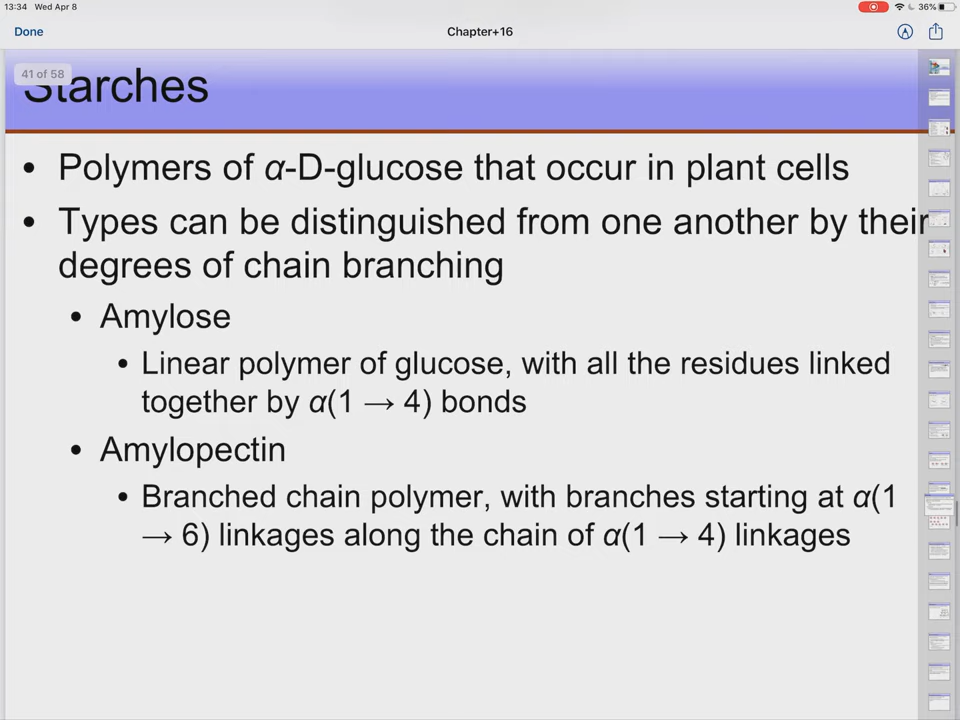 13:34 Wed Apr 8
36%
Done
Chapter+16
41 of 58
Starches
• Polymers of α-D-glucose that occur in plant cells
• Types can be distinguished from one another by their
degrees of chain branching
• Amylose
• Linear polymer of glucose, with all the residues linked
together by α(1 → 4) bonds
• Amylopectin
• Branched chain polymer, with branches starting at α(1
→ 6) linkages along the chain of α(1 → 4) linkages